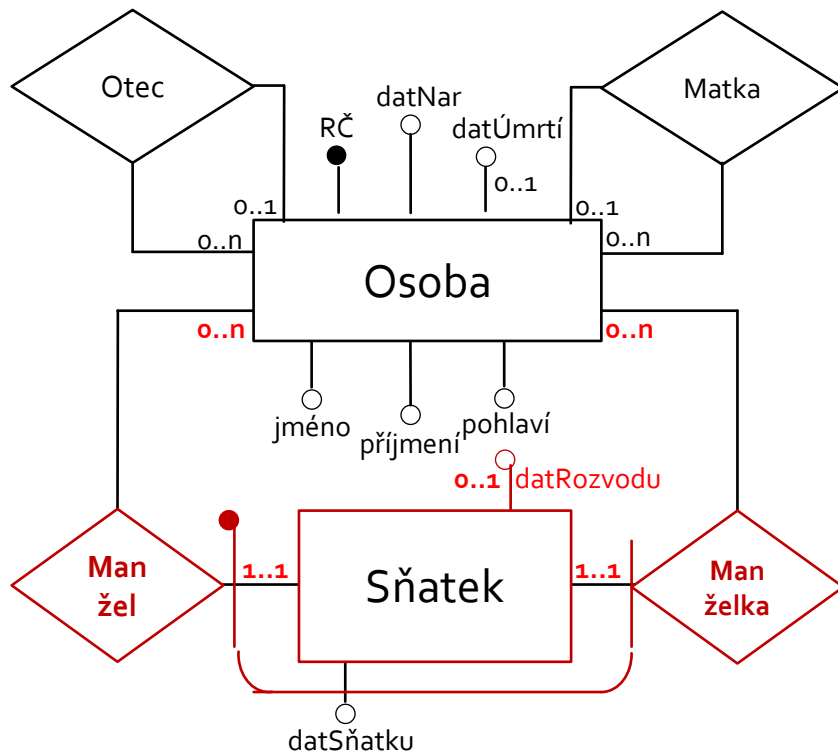 Otec
Matka
datNar
RČ
datÚmrtí
0..1
0..1
0..1
0..n
0..n
Osoba
0..n
0..n
jméno
příjmení
pohlaví
0..1
datRozvodu
Man
žel
1..1
Sňatek
1..1
Man
želka
datSňatku